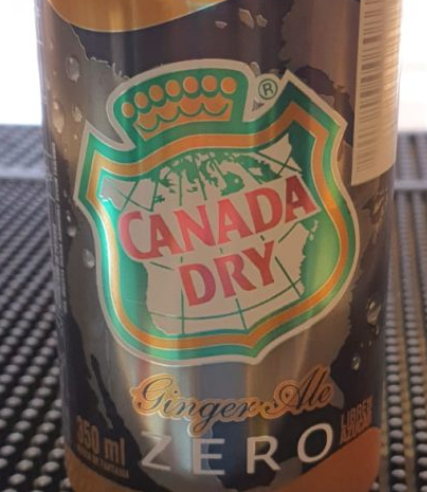 ®
CANADA
DRY
Ginger Ale
350 ml
ZERO